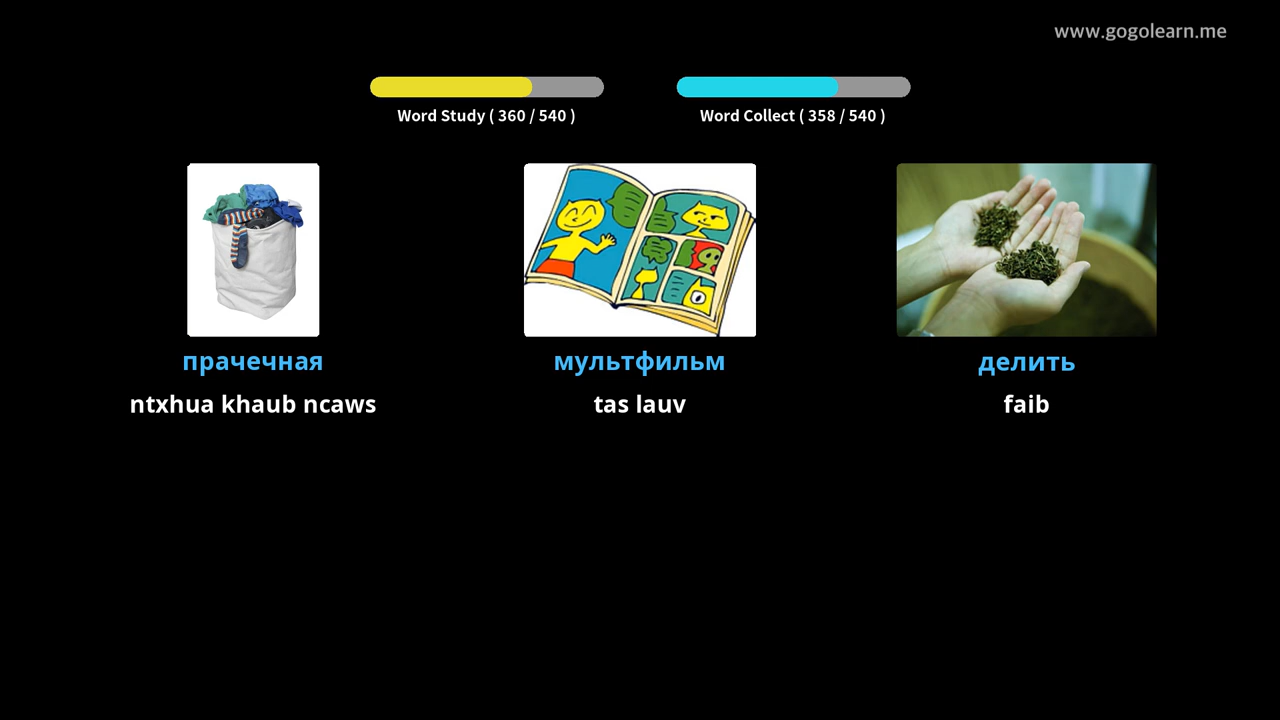 www.gogolearn.me
Word Study ( 360 / 540 )
Word Collect ( 358 / 540 )
прачечная
мультфильм
делить
ntxhua khaub ncaws
tas lauv
faib